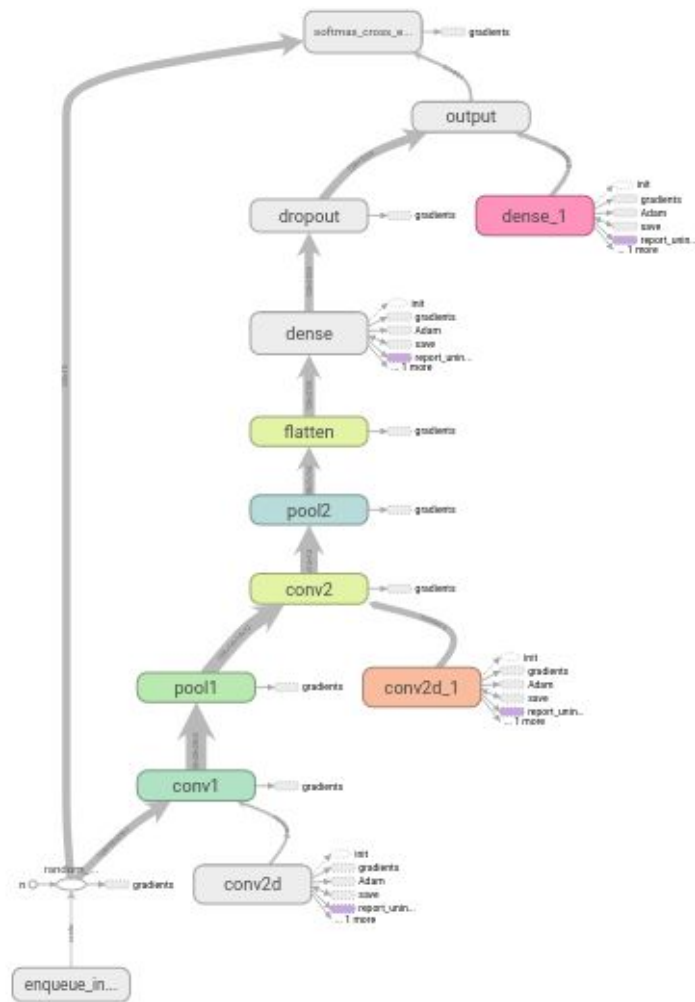 softmax_cross_e...
gradients
output
init
gradients
Adam
save
report_unin...
... 1 more
dense_1
dropout
gradients
init
gradients
Adam
save
report_unin...
... 1 more
dense
flatten
gradients
pool2
gradients
conv2
gradients
init
gradients
Adam
save
report_unin...
... 1 more
conv2d_1
pool1
gradients
conv1
gradients
init
gradients
Adam
save
report_unin...
... 1 more
conv2d
n
gradients
enqueue_in...